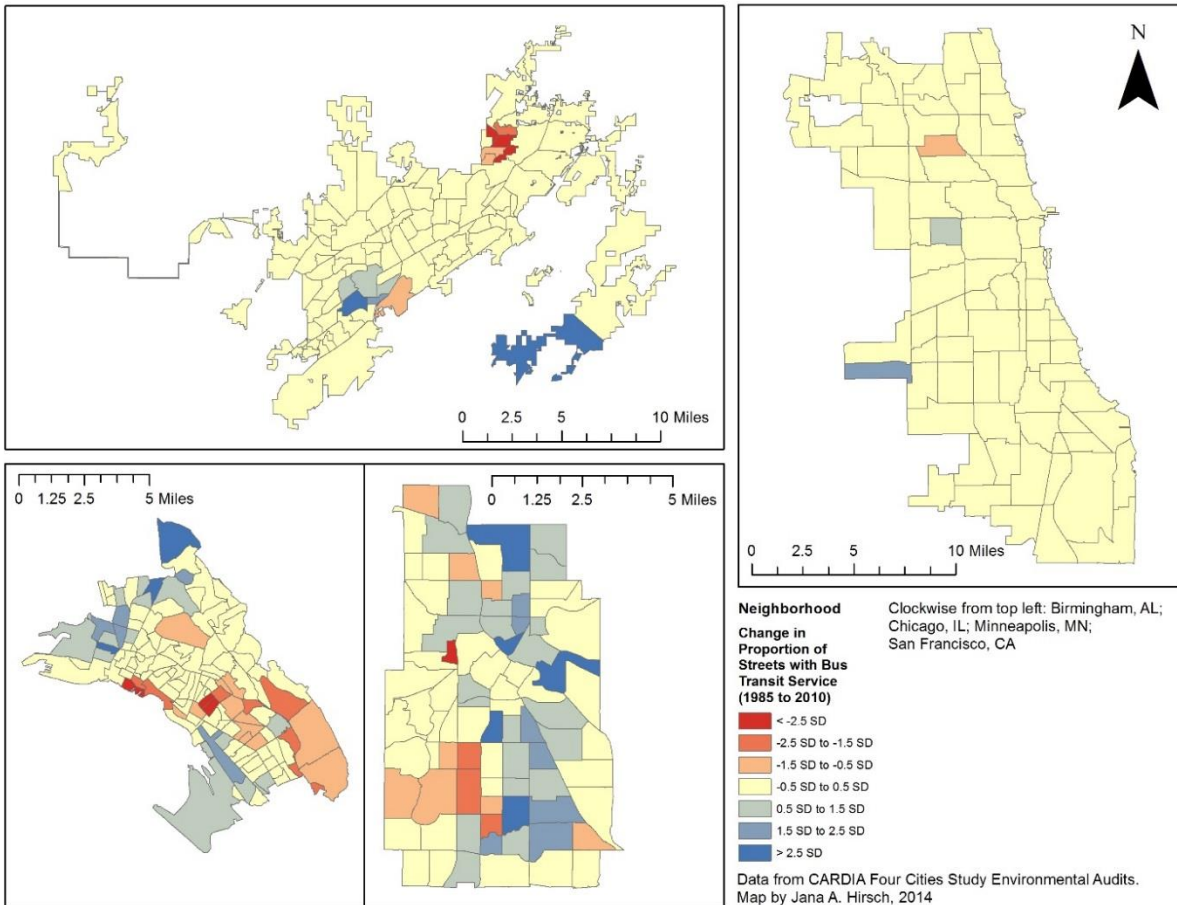 N
0 2.5 5 10 Miles
0 1.25 2.5 5 Miles
0 1.25 2.5 5 Miles
0 2.5 5 10 Miles
Neighborhood
Change in
Proportion of
Streets with Bus
Transit Service
(1985 to 2010)
< -2.5 SD
-2.5 SD to -1.5 SD
-1.5 SD to -0.5 SD
-0.5 SD to 0.5 SD
0.5 SD to 1.5 SD
1.5 SD to 2.5 SD
> 2.5 SD
Clockwise from top left: Birmingham, AL;
Chicago, IL; Minneapolis, MN;
San Francisco, CA
Data from CARDIA Four Cities Study Environmental Audits.
Map by Jana A. Hirsch, 2014